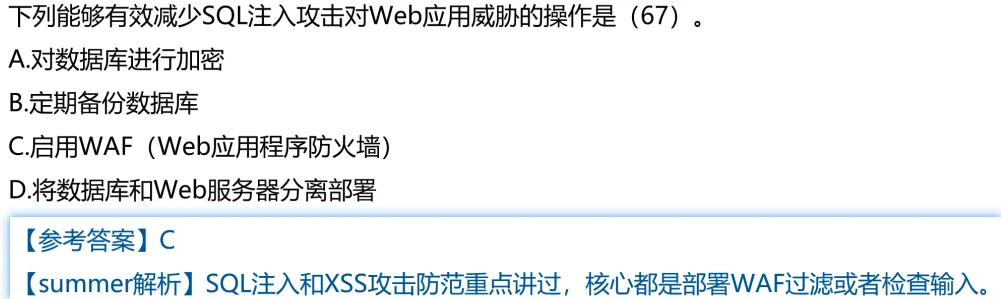 下列能够有效减少SQL注入攻击对Web应用威胁的操作是（67）。
A.对数据库进行加密
B.定期备份数据库
C.启用WAF（Web应用程序防火墙）
D.将数据库和Web服务器分离部署
【参考答案】C
【summer解析】SQL注入和XSS攻击防范重点讲过，核心都是部署WAF过滤或者检查输入。